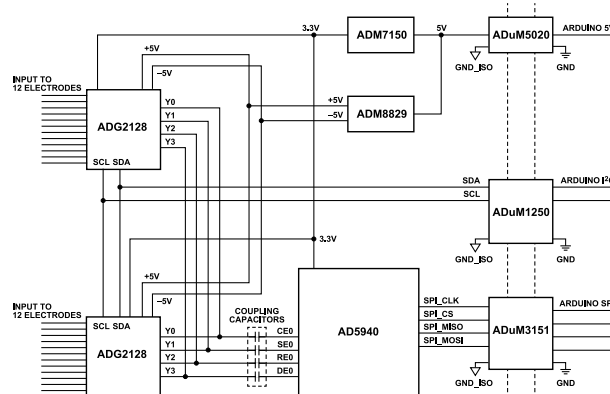 3.3V
ADM7150
5V
ADuM5020
ARDUINO 5V
GND_ISO
GND
+5V
–5V
INPUT TO
12 ELECTRODES
ADG2128
Y0
Y1
Y2
Y3
SCL SDA
+5V
–5V
ADM8829
SDA
SCL
ADuM1250
ARDUINO I²C
GND_ISO
GND
3.3V
+5V
–5V
INPUT TO
12 ELECTRODES
SCL SDA
ADG2128
Y0
Y1
Y2
Y3
COUPLING
CAPACITORS
CE0
SE0
RE0
DE0
AD5940
SPI_CLK
SPI_CS
SPI_MISO
SPI_MOSI
ADuM3151
ARDUINO SP
GND_ISO
GND